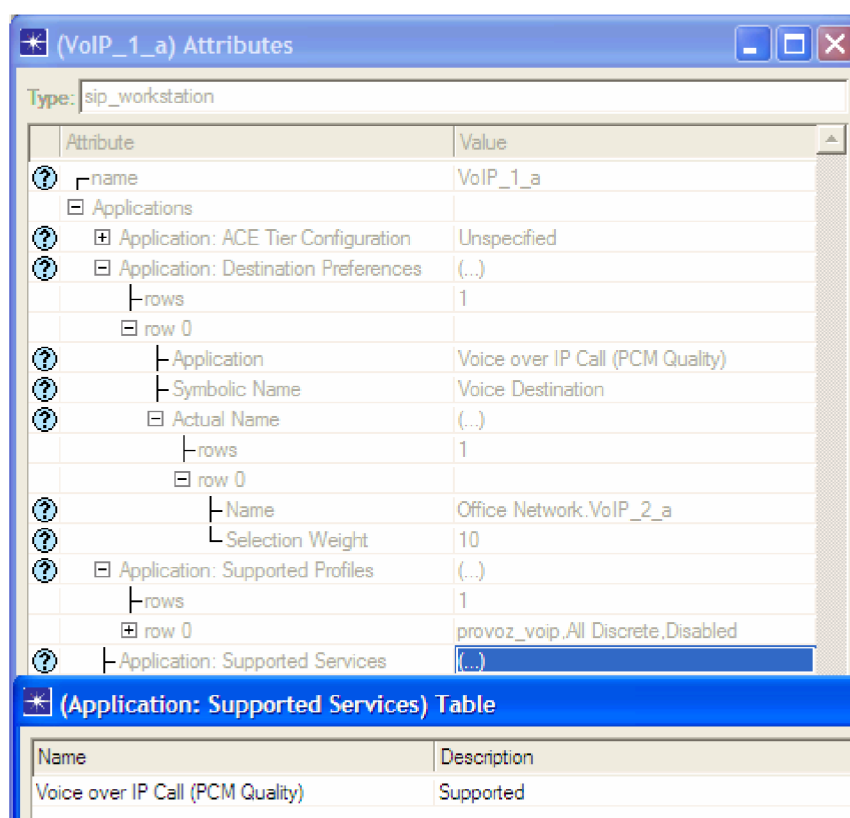 (VoIP_1_a) Attributes
Type: sip_workstation
Attribute Value
name VoIP_1_a
Applications
Application: ACE Tier Configuration Unspecified
Application: Destination Preferences (...)
rows 1
row 0
Application Voice over IP Call (PCM Quality)
Symbolic Name Voice Destination
Actual Name (...)
rows 1
row 0
Name Office Network.VoIP_2_a
Selection Weight 10
Application: Supported Profiles (...)
rows 1
row 0 provoz_voip,All Discrete,Disabled
Application: Supported Services (...)
(Application: Supported Services) Table
Name Description
Voice over IP Call (PCM Quality) Supported